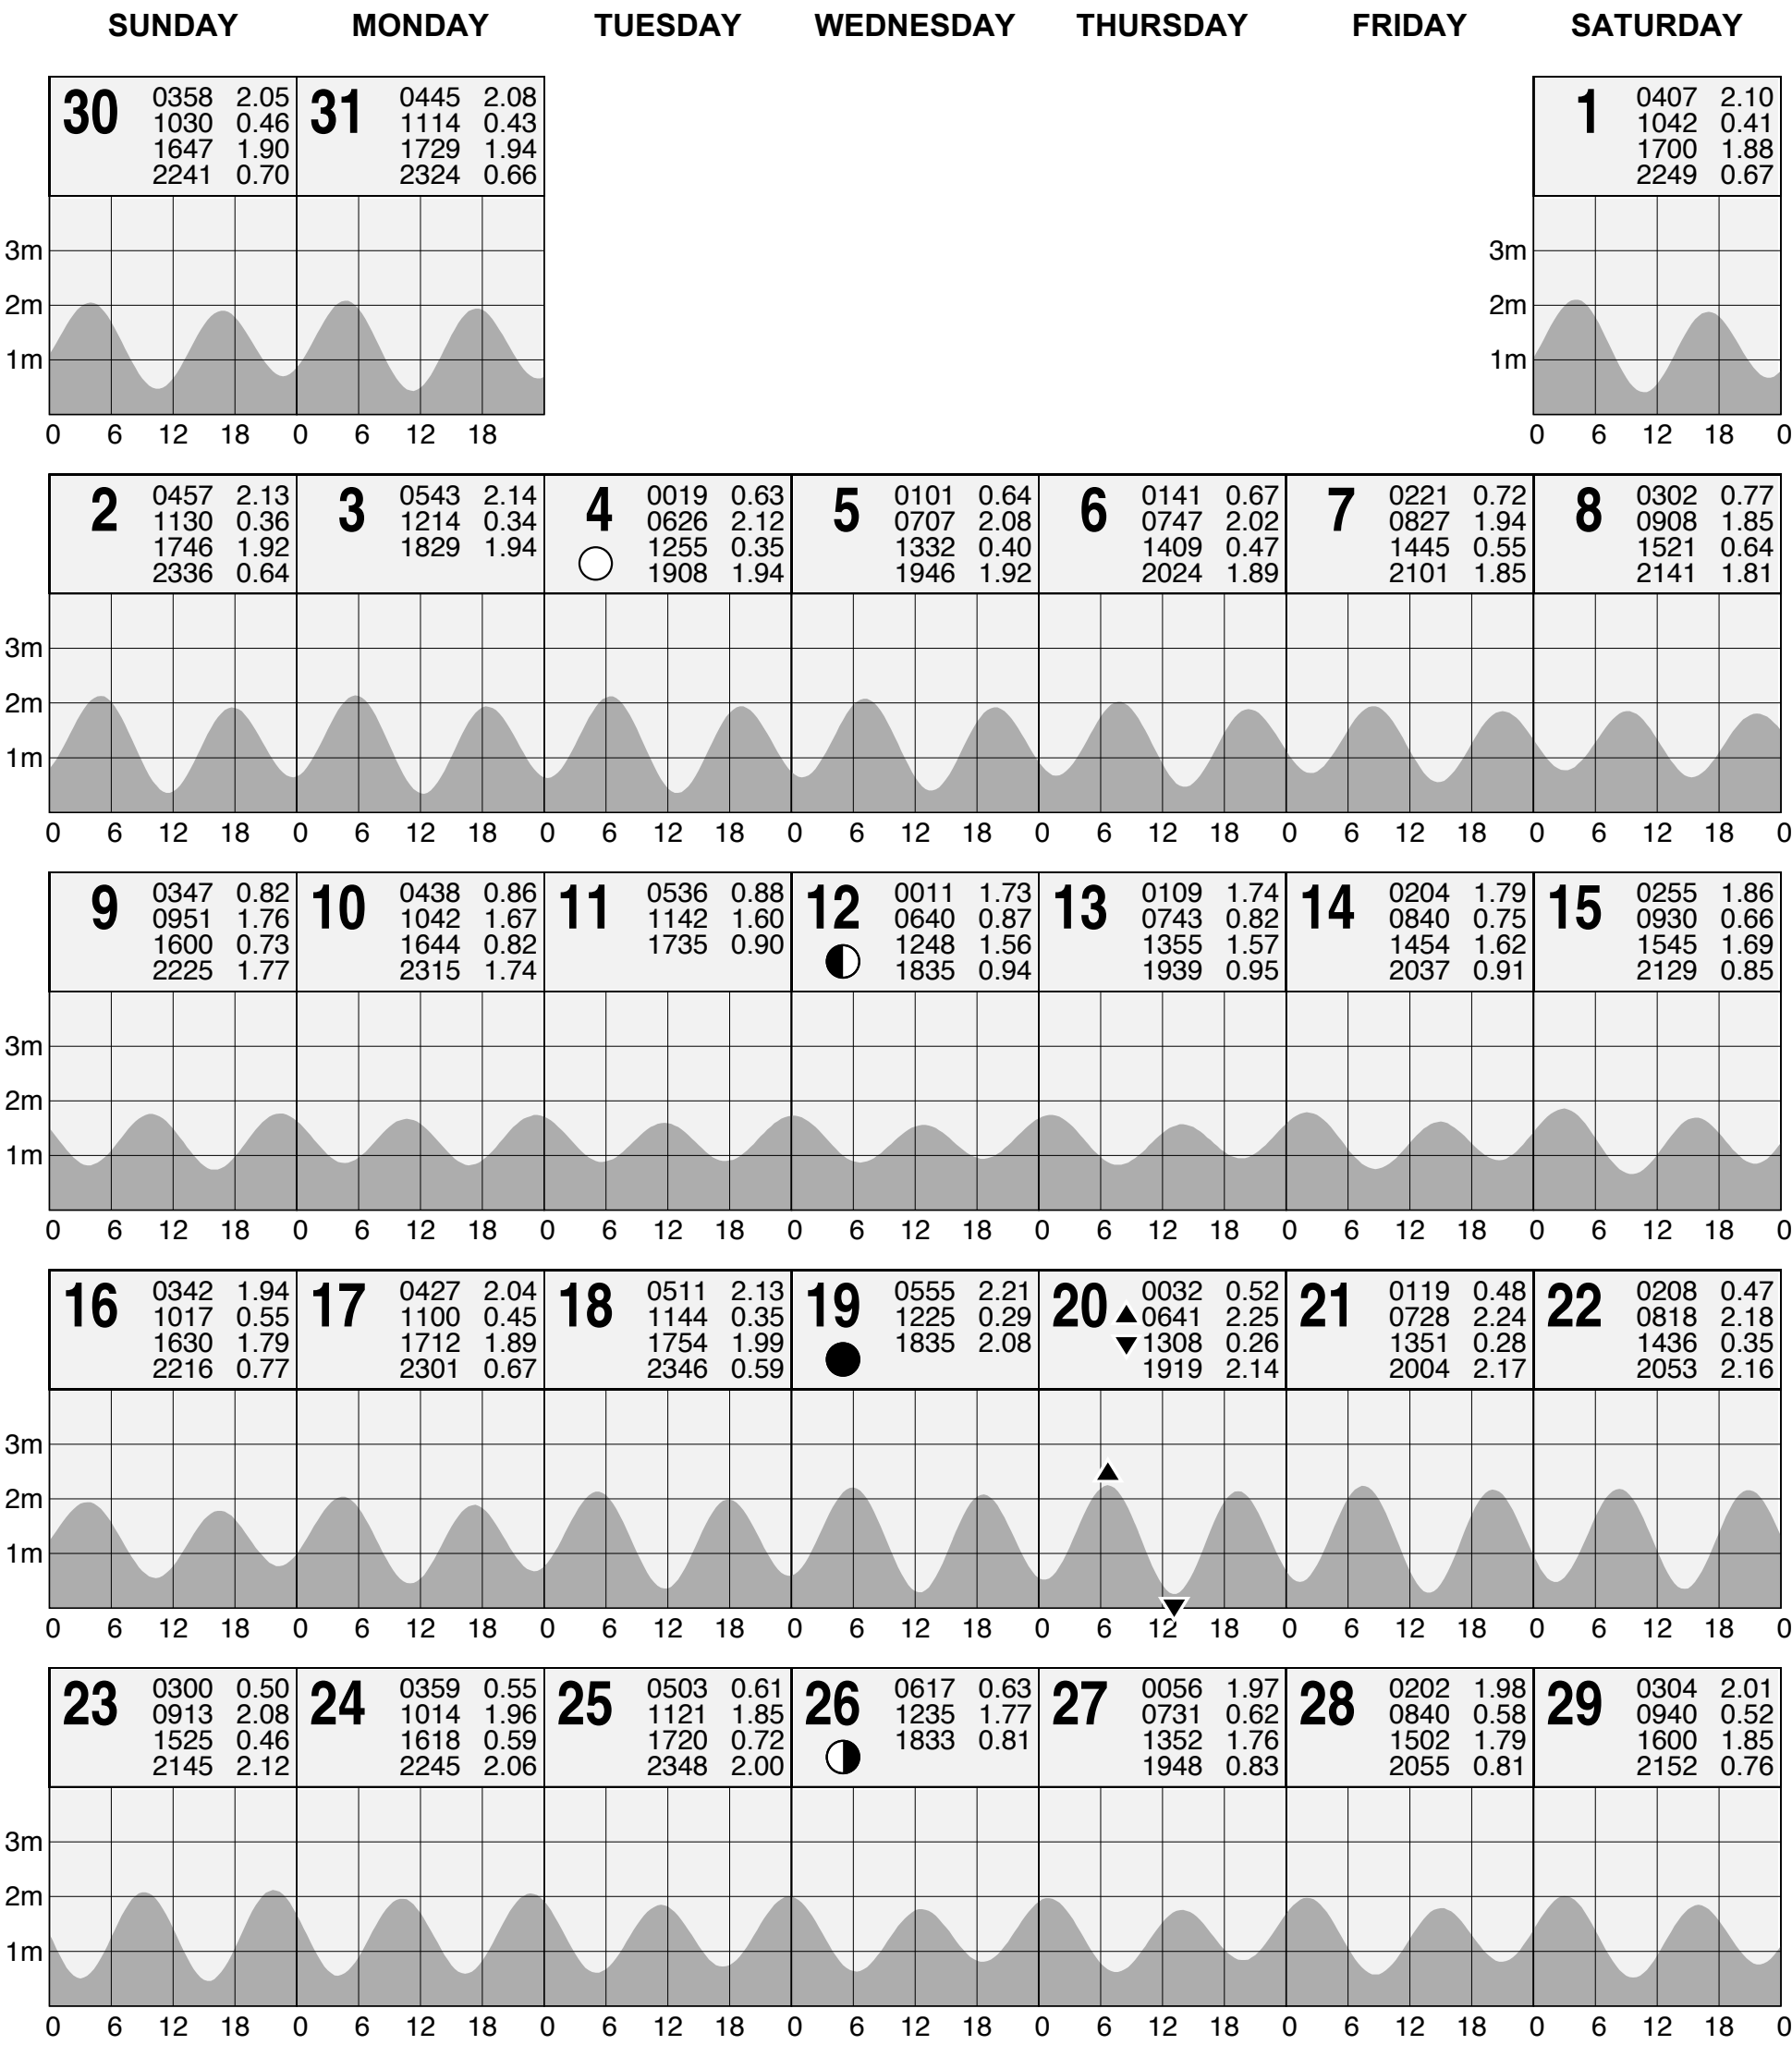 SUNDAY MONDAY TUESDAY WEDNESDAY THURSDAY FRIDAY SATURDAY
30 0358 2.05
1030 0.46
1647 1.90
2241 0.70
31 0445 2.08
1114 0.43
1729 1.94
2324 0.66
1 0407 2.10
1042 0.41
1700 1.88
2249 0.67
3m 3m
2m 2m
1m 1m
0 6 12 18 0 6 12 18 0 6 12 18 0
2 0457 2.13
1130 0.36
1746 1.92
2336 0.64
3 0543 2.14
1214 0.34
1829 1.94
4 0019 0.63
0626 2.12
1255 0.35
1908 1.94
5 0101 0.64
0707 2.08
1332 0.40
1946 1.92
6 0141 0.67
0747 2.02
1409 0.47
2024 1.89
7 0221 0.72
0827 1.94
1445 0.55
2101 1.85
8 0302 0.77
0908 1.85
1521 0.64
2141 1.81
3m
2m
1m
0 6 12 18 0 6 12 18 0 6 12 18 0 6 12 18 0 6 12 18 0 6 12 18 0 6 12 18 0
9 0347 0.82
0951 1.76
1600 0.73
2225 1.77
10 0438 0.86
1042 1.67
1644 0.82
2315 1.74
11 0536 0.88
1142 1.60
1735 0.90
12 0011 1.73
0640 0.87
1248 1.56
1835 0.94
13 0109 1.74
0743 0.82
1355 1.57
1939 0.95
14 0204 1.79
0840 0.75
1454 1.62
2037 0.91
15 0255 1.86
0930 0.66
1545 1.69
2129 0.85
3m
2m
1m
0 6 12 18 0 6 12 18 0 6 12 18 0 6 12 18 0 6 12 18 0 6 12 18 0 6 12 18 0
16 0342 1.94
1017 0.55
1630 1.79
2216 0.77
17 0427 2.04
1100 0.45
1712 1.89
2301 0.67
18 0511 2.13
1144 0.35
1754 1.99
2346 0.59
19 0555 2.21
1225 0.29
1835 2.08
20 0032 0.52
0641 2.25
1308 0.26
1919 2.14
21 0119 0.48
0728 2.24
1351 0.28
2004 2.17
22 0208 0.47
0818 2.18
1436 0.35
2053 2.16
3m
2m
1m
0 6 12 18 0 6 12 18 0 6 12 18 0 6 12 18 0 6 12 18 0 6 12 18 0 6 12 18 0
23 0300 0.50
0913 2.08
1525 0.46
2145 2.12
24 0359 0.55
1014 1.96
1618 0.59
2245 2.06
25 0503 0.61
1121 1.85
1720 0.72
2348 2.00
26 0617 0.63
1235 1.77
1833 0.81
27 0056 1.97
0731 0.62
1352 1.76
1948 0.83
28 0202 1.98
0840 0.58
1502 1.79
2055 0.81
29 0304 2.01
0940 0.52
1600 1.85
2152 0.76
3m
2m
1m
0 6 12 18 0 6 12 18 0 6 12 18 0 6 12 18 0 6 12 18 0 6 12 18 0 6 12 18 0